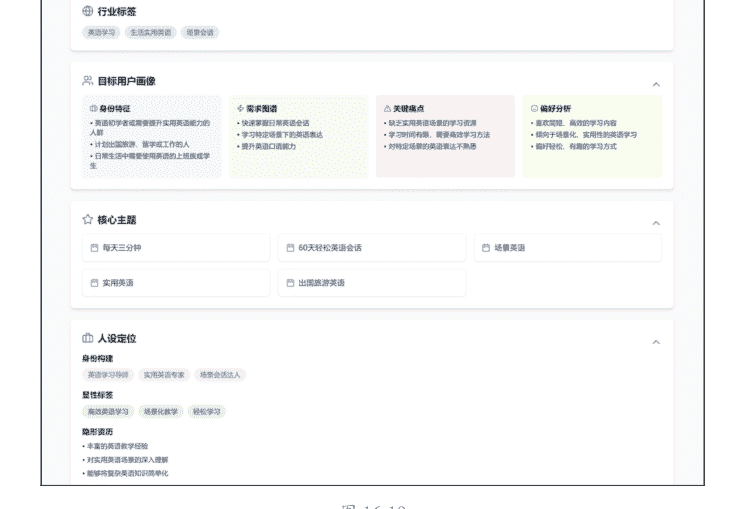 行业标签
英语学习 生活实用英语 场景会话
目标用户画像
身份特征
• 英语初学者或需要提升实用英语能力的
人群
• 计划出国旅游、留学或工作的人
• 日常生活中需要使用英语的上班族或学
生
需求图谱
• 快速掌握日常英语会话
• 学习特定场景下的英语表达
• 提升英语口语能力
关键痛点
• 缺乏实用英语场景的学习资源
• 学习时间有限，需要高效学习方法
• 对特定场景的英语表达不熟悉
偏好分析
• 喜欢简短、高效的学习内容
• 倾向于场景化、实用性的英语学习
• 偏好轻松、有趣的学习方式
核心主题
每天三分钟 60天轻松英语会话 场景英语
实用英语 出国旅游英语
人设定位
身份构建
英语学习导师 实用英语专家 场景会话达人
显性标签
高效英语学习 场景化教学 轻松学习
隐形资历
• 丰富的英语教学经验
• 对实用英语场景的深入理解
• 能够将复杂英语知识简单化